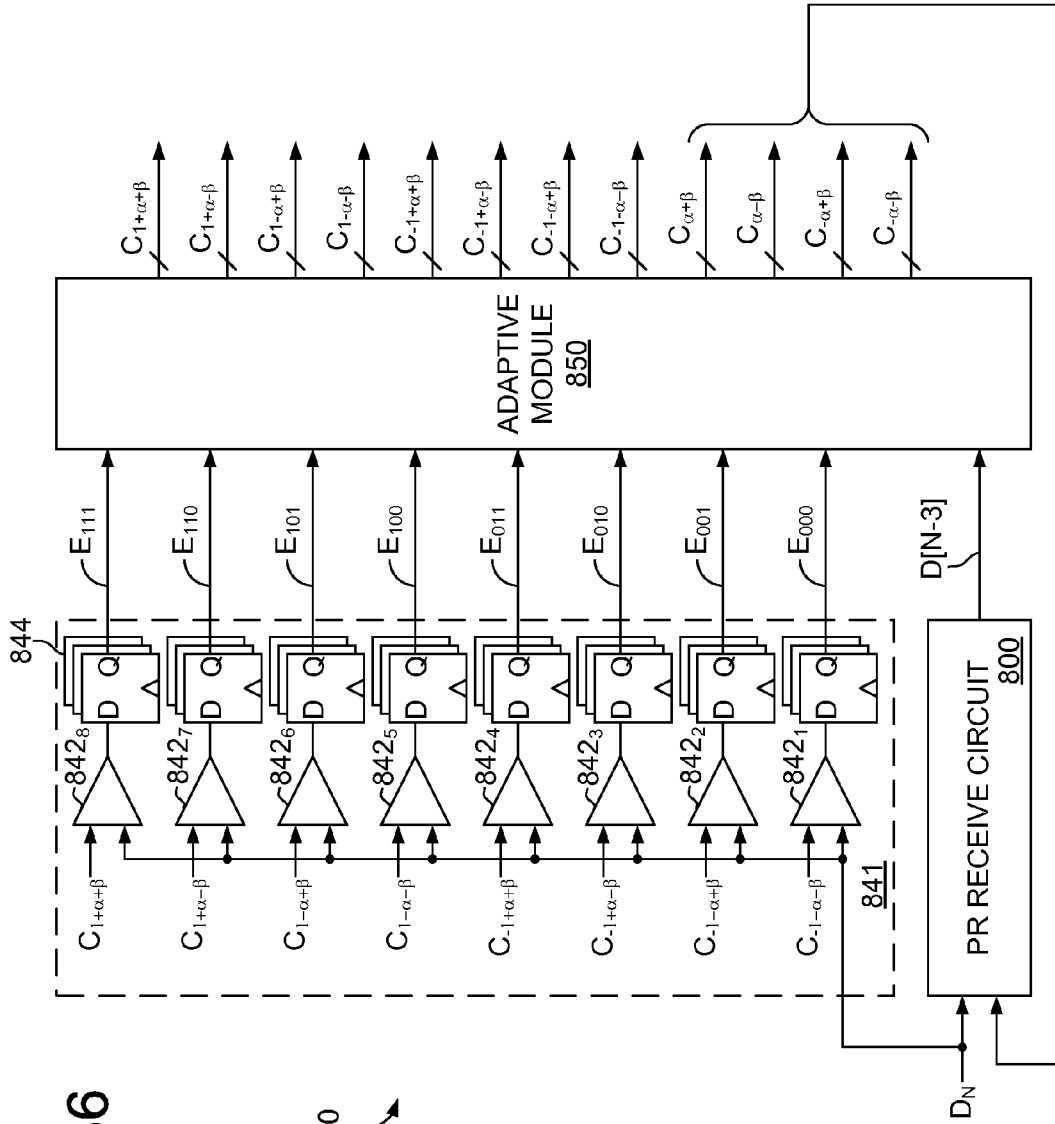 844
C1+α+β
8428
D Q
E111
C1+α+β
C1+α-β
8427
D Q
E110
C1+α-β
C1-α+β
8426
D Q
E101
C1-α+β
C1-α-β
8425
D Q
E100
C1-α-β
C-1+α+β
8424
D Q
E011
C-1+α+β
C-1+α-β
8423
D Q
E010
C-1+α-β
C-1-α+β
8422
D Q
E001
C-1-α+β
C-1-α-β
8421
D Q
E000
C-1-α-β
Cα+β
Cα-β
C-α+β
C-α-β
841
ADAPTIVE
MODULE
850
DN
PR RECEIVE CIRCUIT
800
D[N-3]